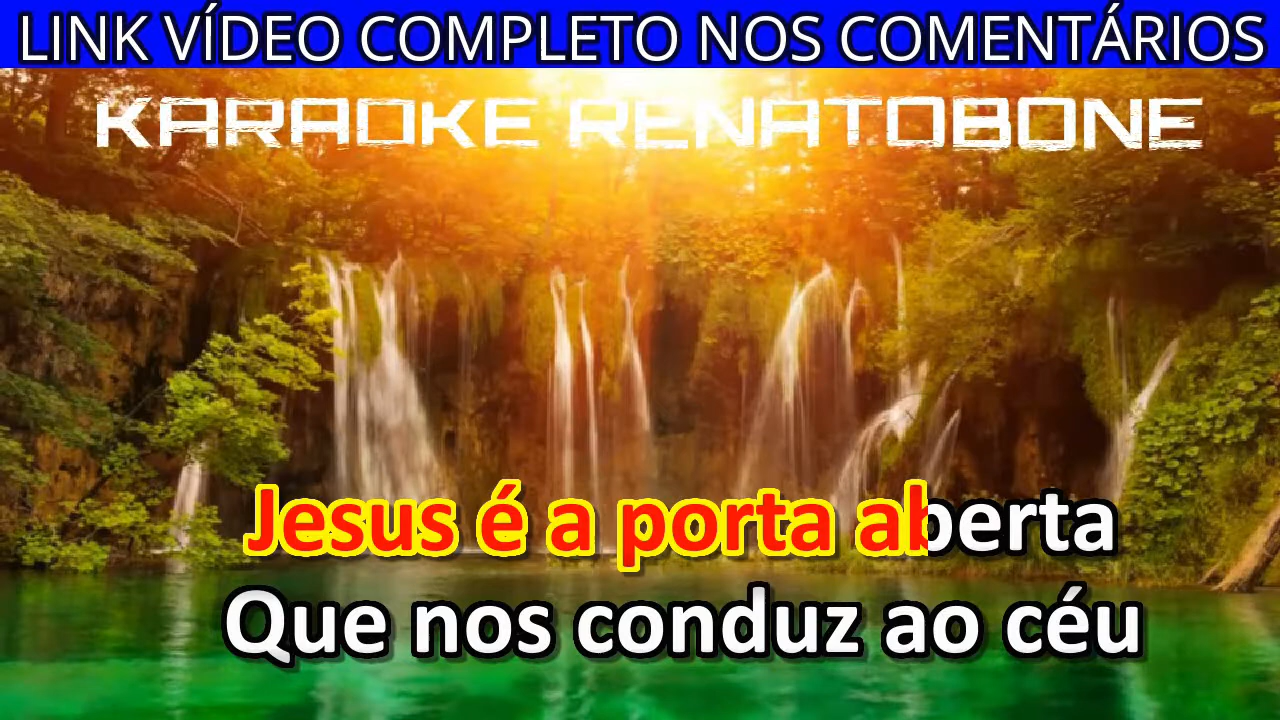 LINK VÍDEO COMPLETO NOS COMENTÁRIOS
KARAOKE RENATOBONE
Jesus é a porta aberta
Que nos conduz ao céu